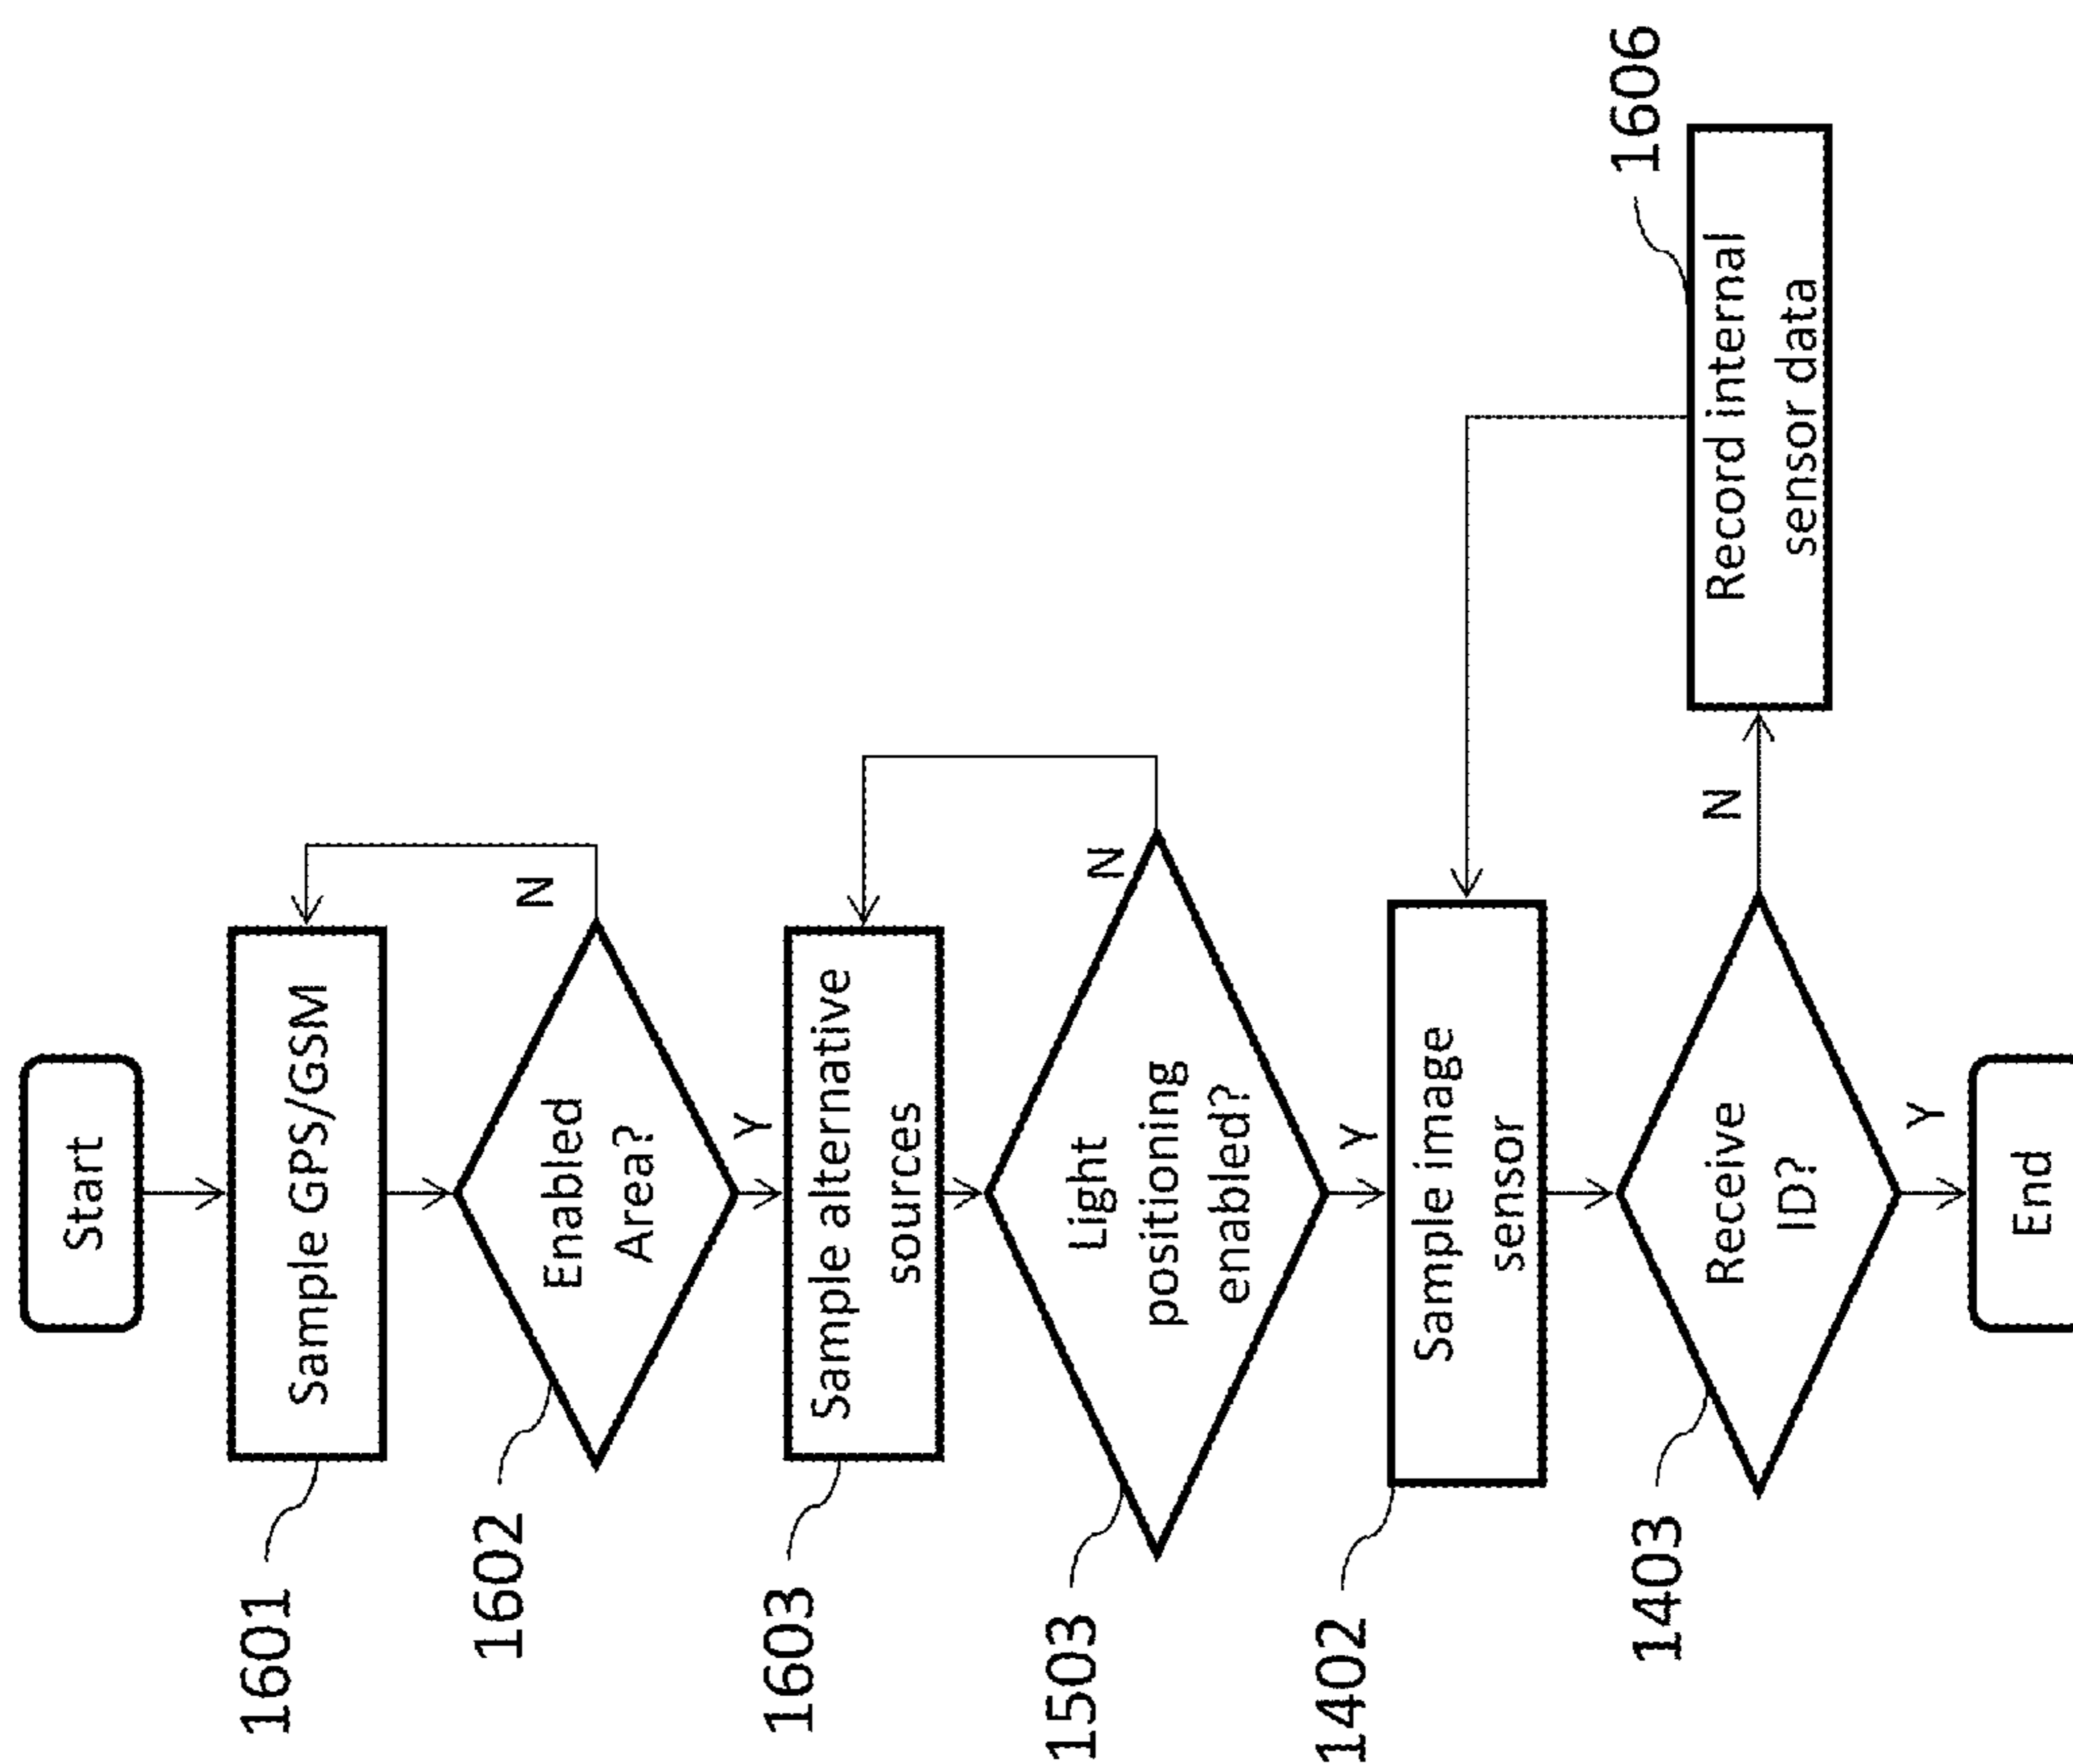 Start
1601
Sample GPS/GSM
1602
Enabled
Area?
N
Y
1603
Sample alternative
sources
1503
Light
positioning
enabled?
N
Y
1402
Sample image
sensor
1403
Receive
ID?
N
1606
Record internal
sensor data
Y
End